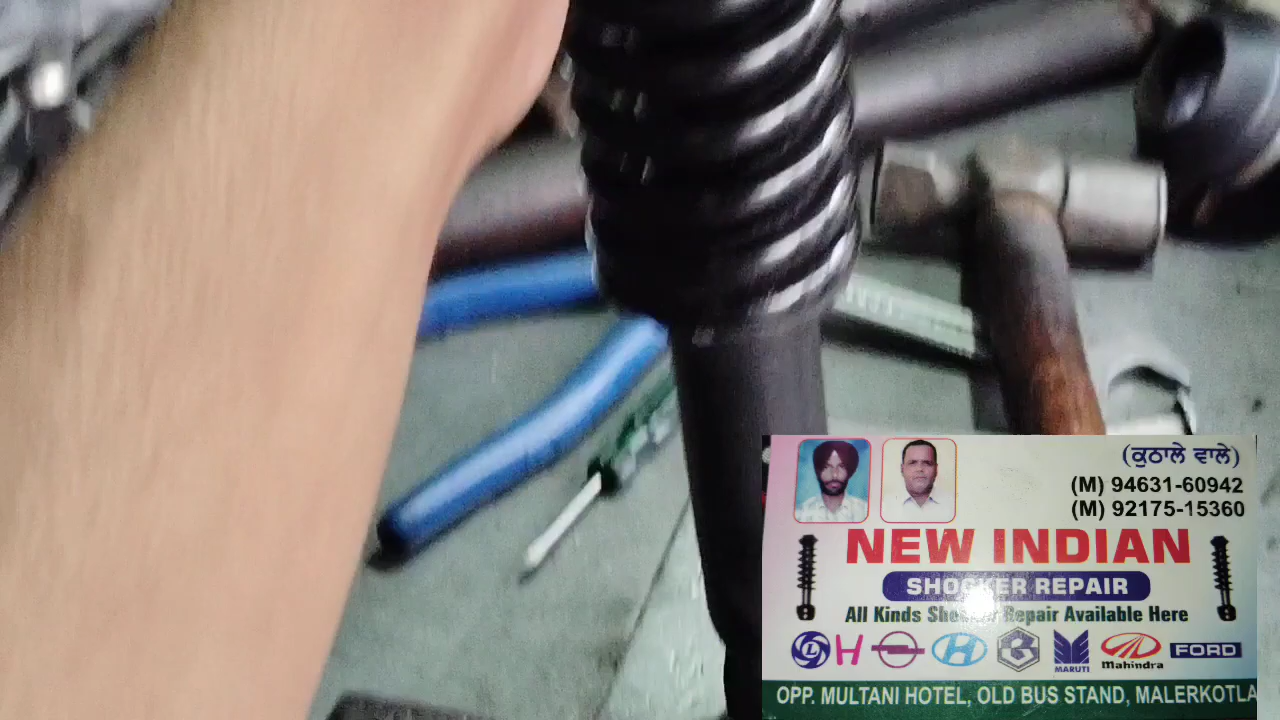 (ਕੁਠਾਲੇ ਵਾਲੇ)
(M) 94631-60942
(M) 92175-15360
NEW INDIAN
SHOCKER REPAIR
All Kinds Shocker Repair Available Here
L H MARUTI Mahindra FORD
OPP. MULTANI HOTEL, OLD BUS STAND, MALERKOTLA